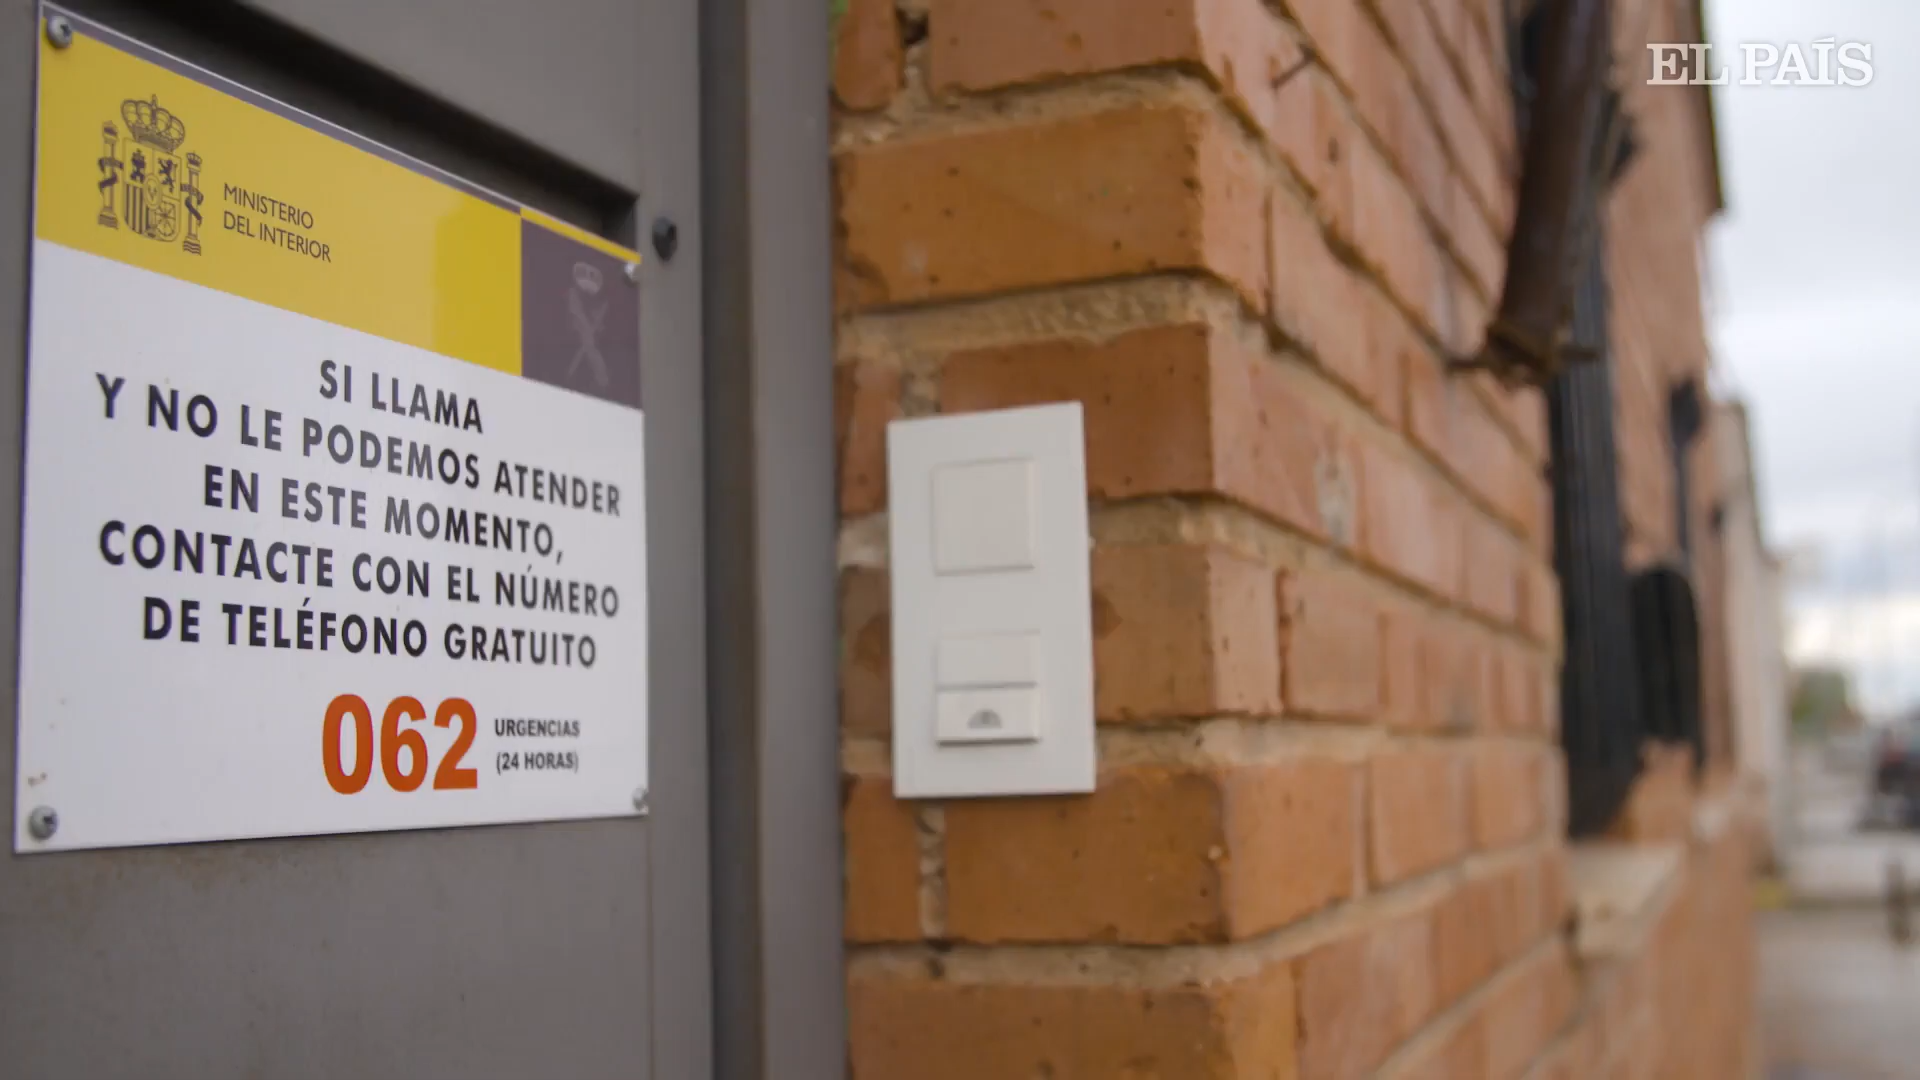 EL PAÍS
MINISTERIO
DEL INTERIOR
SI LLAMA
Y NO LE PODEMOS ATENDER
EN ESTE MOMENTO,
CONTACTE CON EL NÚMERO
DE TELÉFONO GRATUITO
062 URGENCIAS
(24 HORAS)